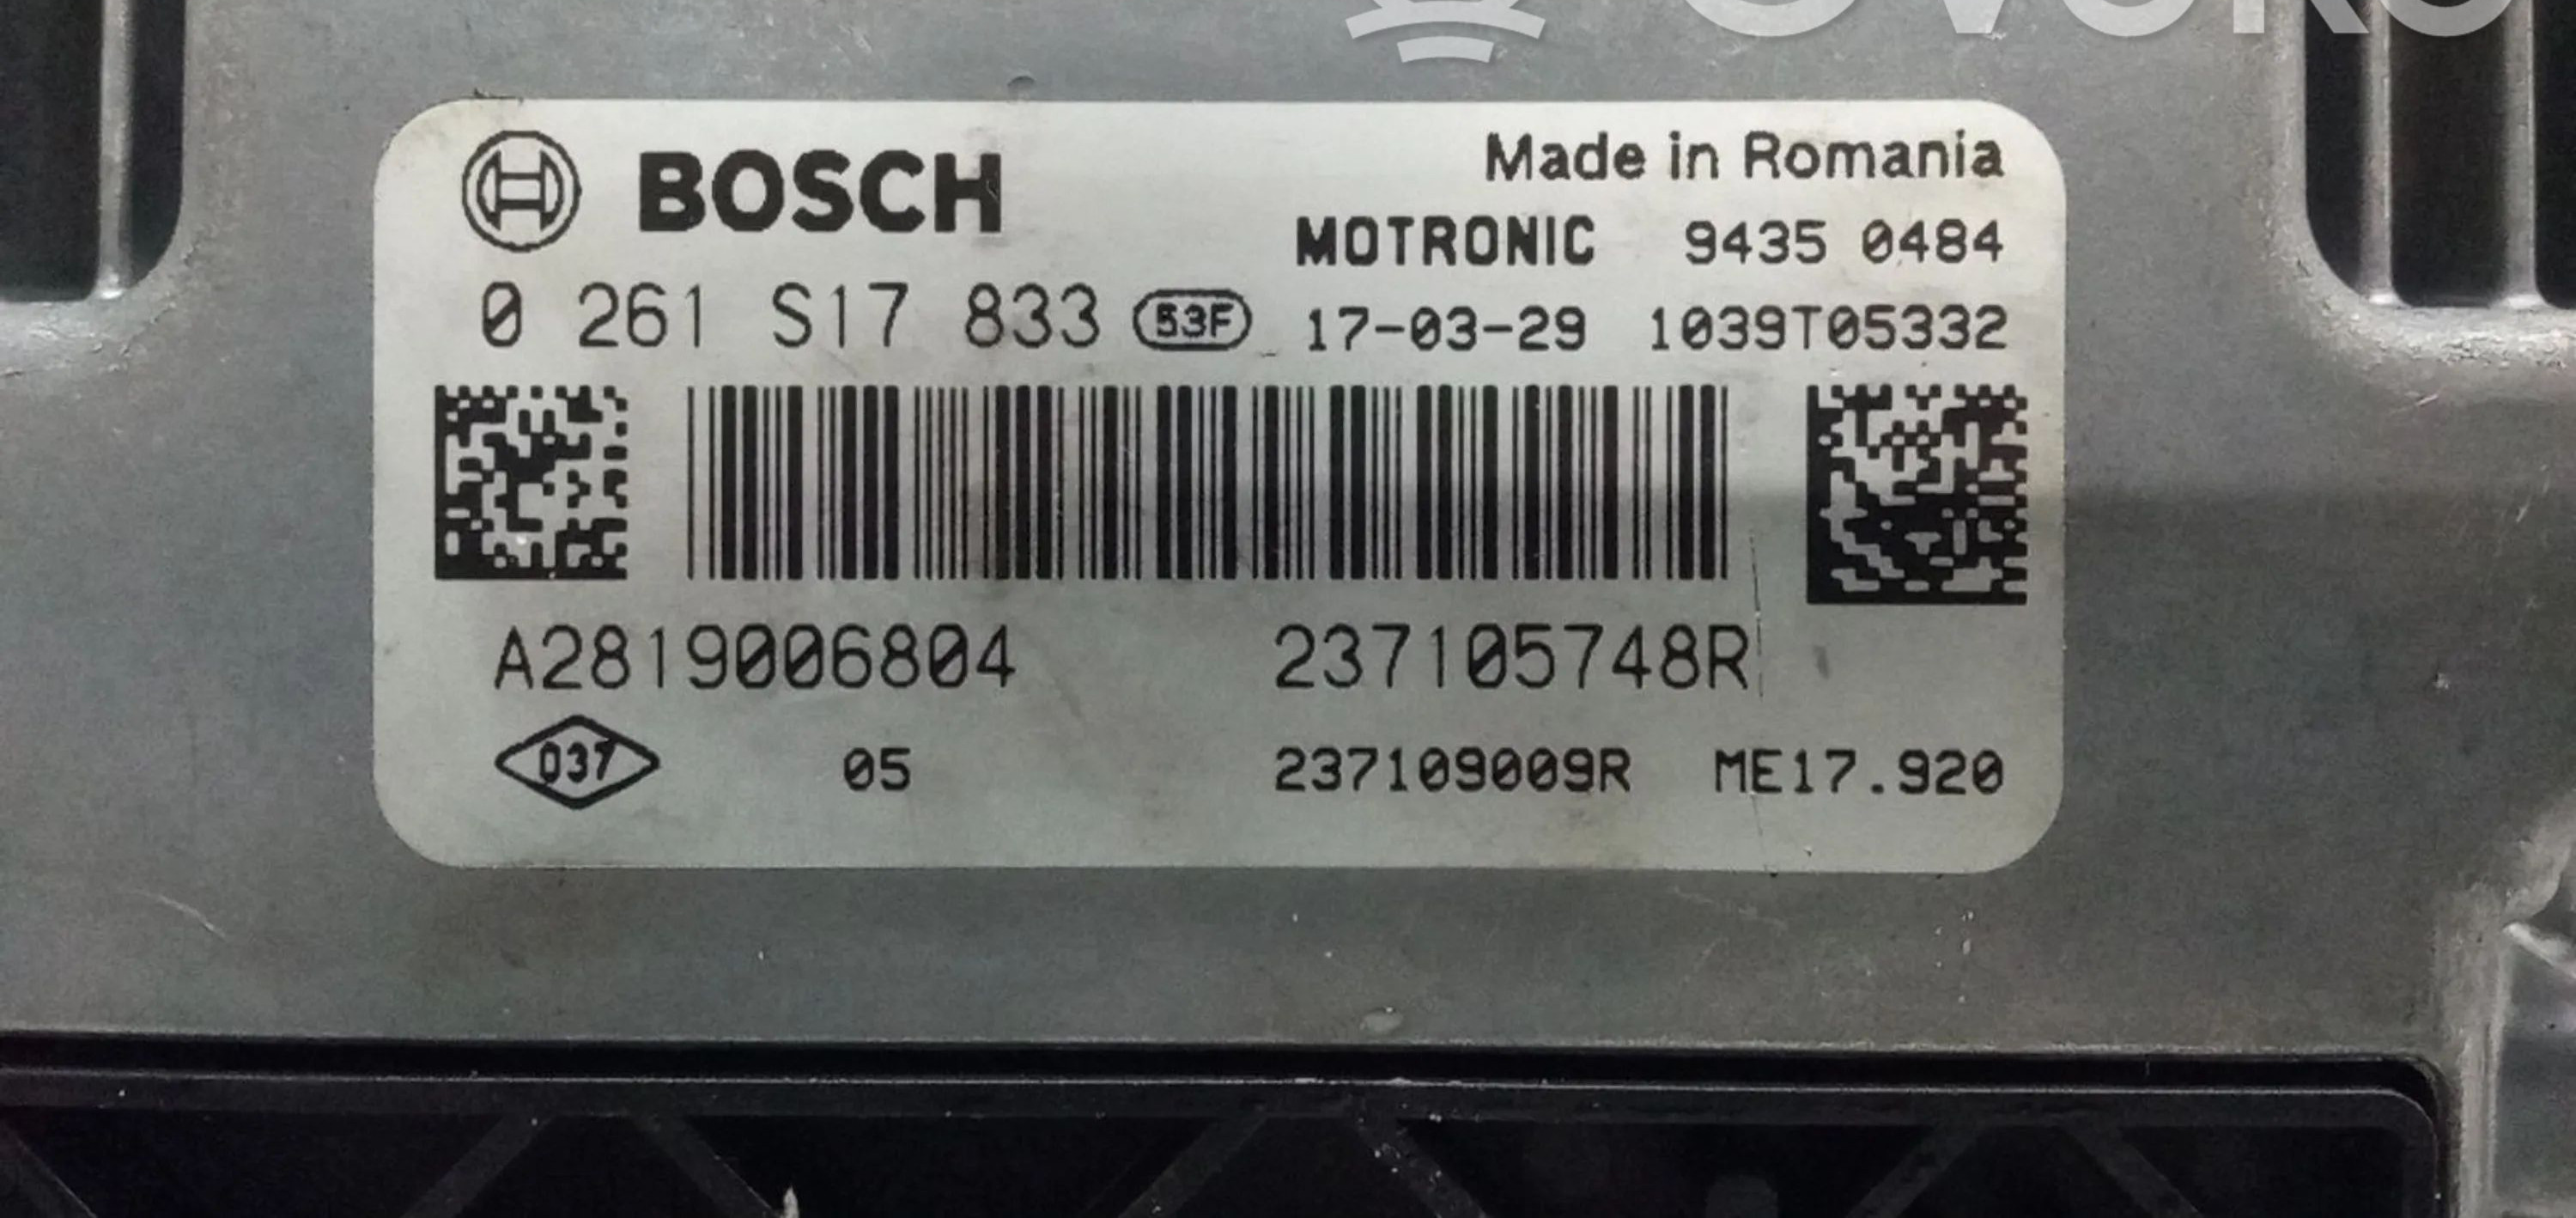 BOSCH
Made in Romania
MOTRONIC 9435 0484
0 261 S17 833 53F 17-03-29 1039T05332
A2819006804 237105748R
037 05 237109009R ME17.920